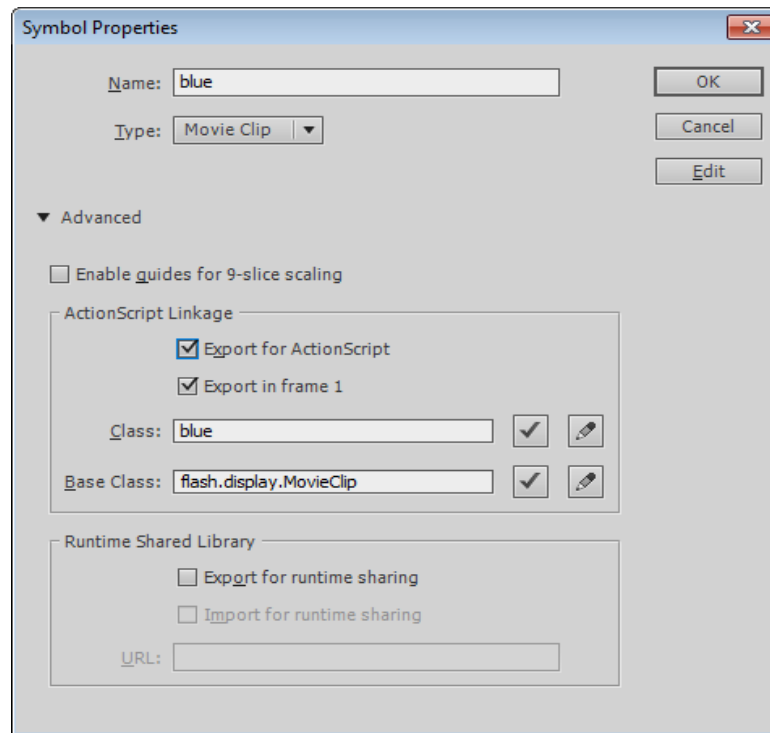 Symbol Properties
Name: blue
OK
Type: Movie Clip
Cancel
Edit
Advanced
Enable guides for 9-slice scaling
ActionScript Linkage
Export for ActionScript
Export in frame 1
Class: blue
Base Class: flash.display.MovieClip
Runtime Shared Library
Export for runtime sharing
Import for runtime sharing
URL: